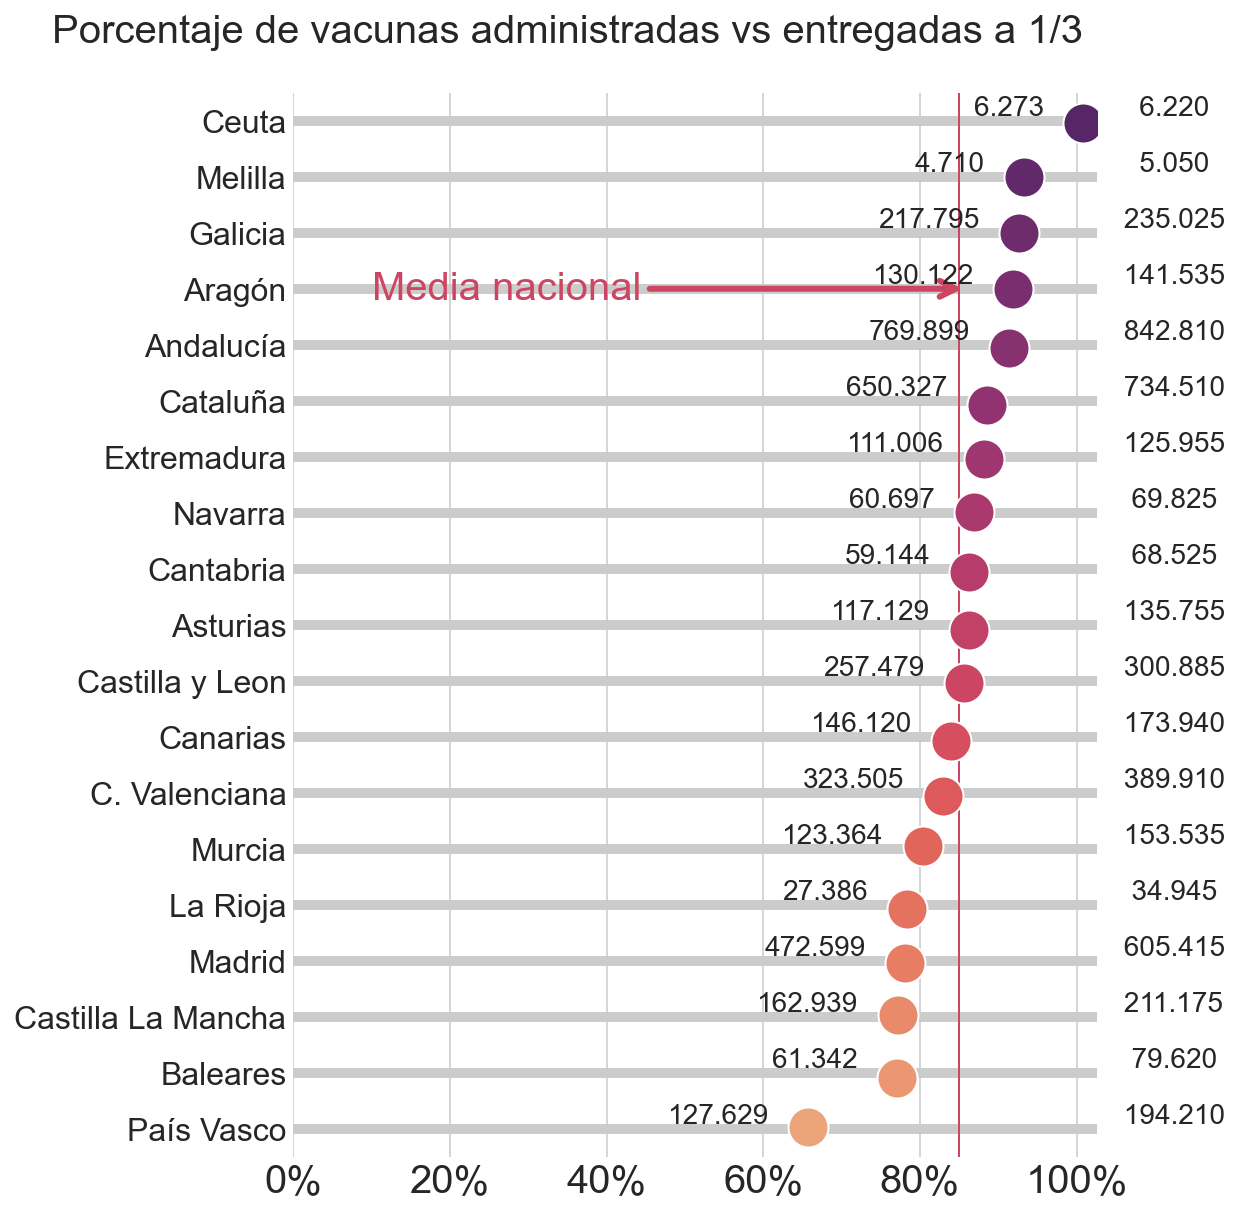 Porcentaje de vacunas administradas vs entregadas a 1/3
Ceuta 6.273 6.220
Melilla 4.710 5.050
Galicia 217.795 235.025
Aragón Media nacional 130.122 141.535
Andalucía 769.899 842.810
Cataluña 650.327 734.510
Extremadura 111.006 125.955
Navarra 60.697 69.825
Cantabria 59.144 68.525
Asturias 117.129 135.755
Castilla y Leon 257.479 300.885
Canarias 146.120 173.940
C. Valenciana 323.505 389.910
Murcia 123.364 153.535
La Rioja 27.386 34.945
Madrid 472.599 605.415
Castilla La Mancha 162.939 211.175
Baleares 61.342 79.620
País Vasco 127.629 194.210
0% 20% 40% 60% 80% 100%